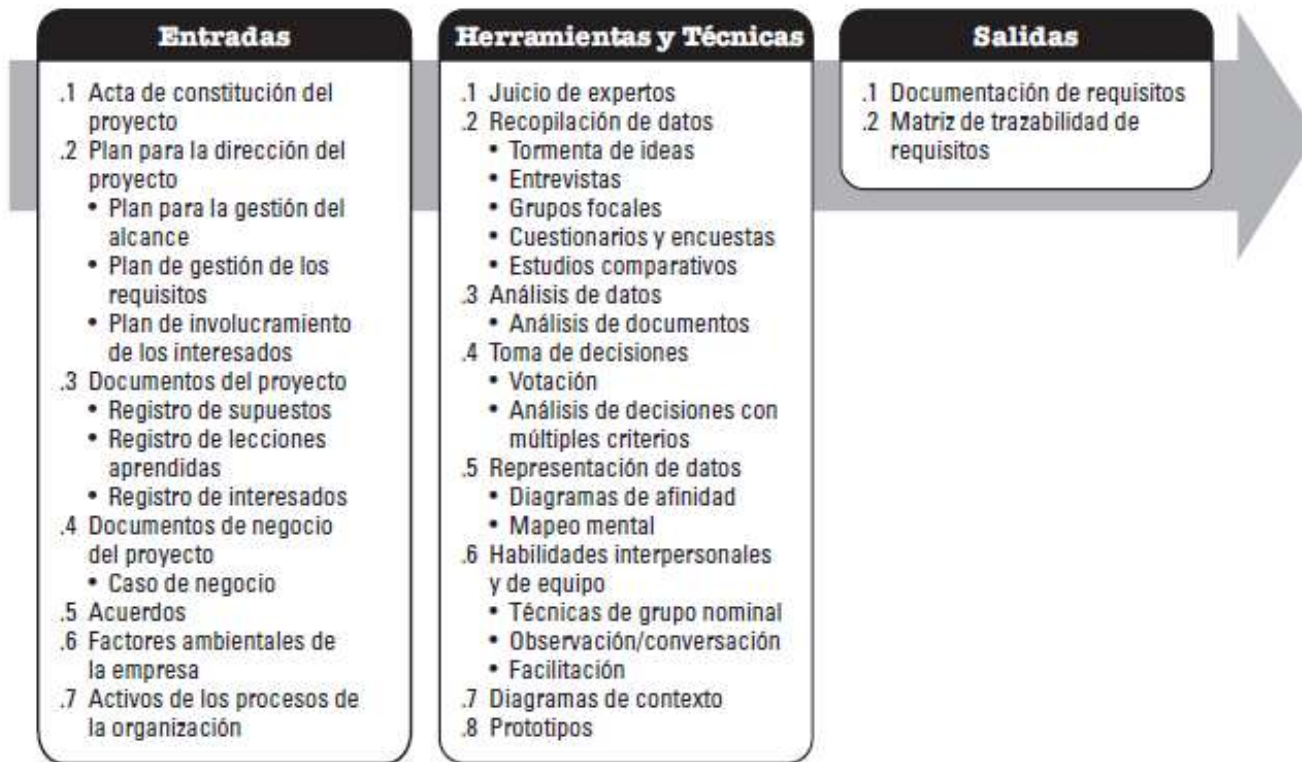 Entradas
.1 Acta de constitución del
proyecto
.2 Plan para la dirección del
proyecto
• Plan para la gestión del
alcance
• Plan de gestión de los
requisitos
• Plan de involucramiento
de los interesados
.3 Documentos del proyecto
• Registro de supuestos
• Registro de lecciones
aprendidas
• Registro de interesados
.4 Documentos de negocio
del proyecto
• Caso de negocio
.5 Acuerdos
.6 Factores ambientales de
la empresa
.7 Activos de los procesos de
la organización
Herramientas y Técnicas
.1 Juicio de expertos
.2 Recopilación de datos
• Tormenta de ideas
• Entrevistas
• Grupos focales
• Cuestionarios y encuestas
• Estudios comparativos
.3 Análisis de datos
• Análisis de documentos
.4 Toma de decisiones
• Votación
• Análisis de decisiones con
múltiples criterios
.5 Representación de datos
• Diagramas de afinidad
• Mapeo mental
.6 Habilidades interpersonales
y de equipo
• Técnicas de grupo nominal
• Observación/conversación
• Facilitación
.7 Diagramas de contexto
.8 Prototipos
Salidas
.1 Documentación de requisitos
.2 Matriz de trazabilidad de
requisitos